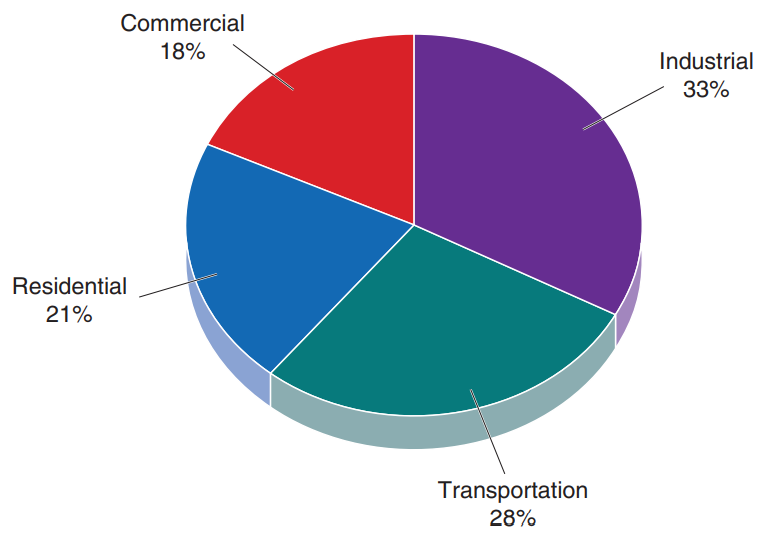 Commercial
18%
Industrial
33%
Residential
21%
Transportation
28%